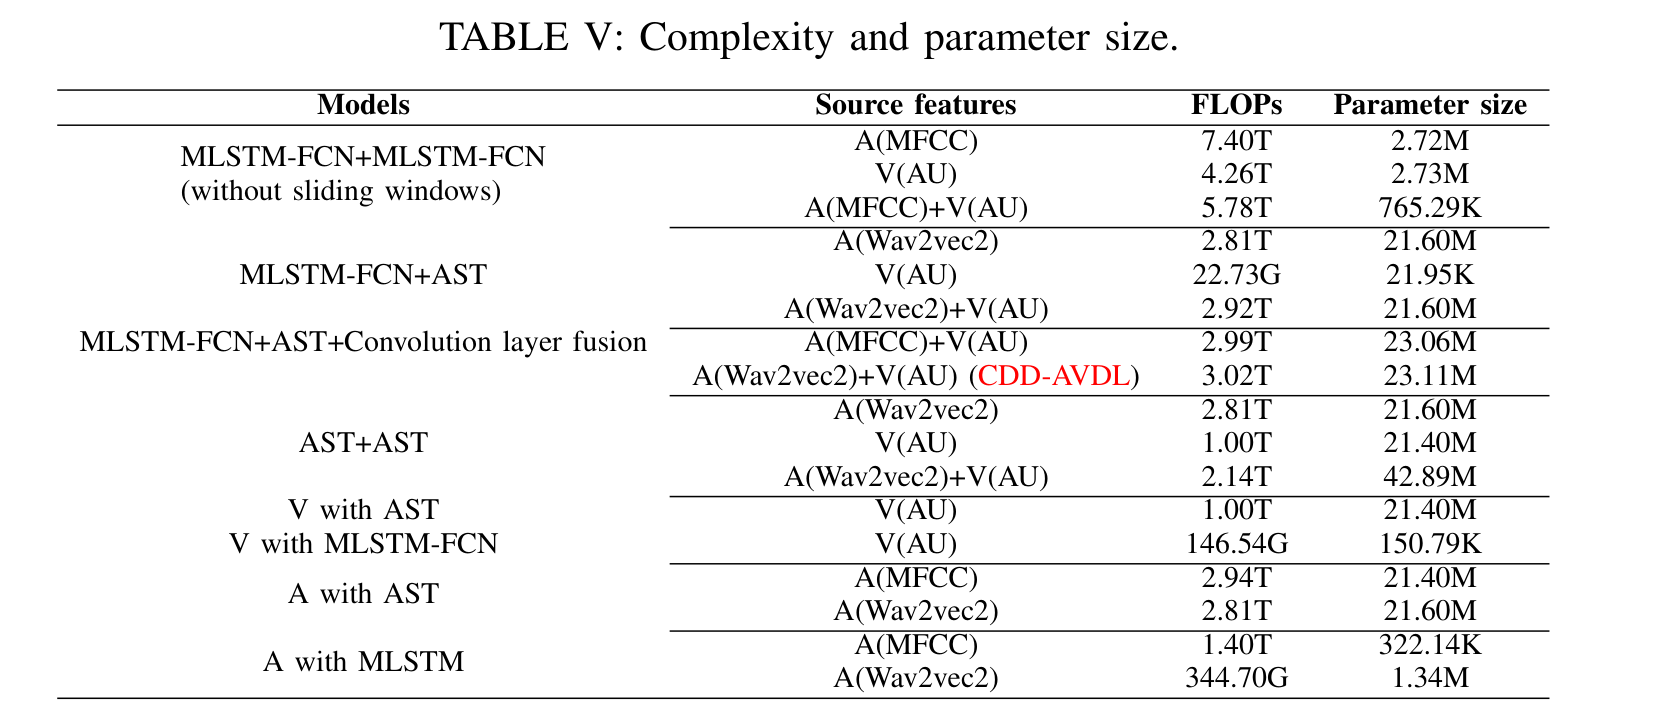 TABLE V: Complexity and parameter size.
Models Source features FLOPs Parameter size
MLSTM-FCN+MLSTM-FCN
(without sliding windows)
A(MFCC) 7.40T 2.72M
V(AU) 4.26T 2.73M
A(MFCC)+V(AU) 5.78T 765.29K
MLSTM-FCN+AST
A(Wav2vec2) 2.81T 21.60M
V(AU) 22.73G 21.95K
A(Wav2vec2)+V(AU) 2.92T 21.60M
MLSTM-FCN+AST+Convolution layer fusion
A(MFCC)+V(AU) 2.99T 23.06M
A(Wav2vec2)+V(AU) (CDD-AVDL) 3.02T 23.11M
AST+AST
A(Wav2vec2) 2.81T 21.60M
V(AU) 1.00T 21.40M
A(Wav2vec2)+V(AU) 2.14T 42.89M
V with AST V(AU) 1.00T 21.40M
V with MLSTM-FCN V(AU) 146.54G 150.79K
A with AST
A(MFCC) 2.94T 21.40M
A(Wav2vec2) 2.81T 21.60M
A with MLSTM
A(MFCC) 1.40T 322.14K
A(Wav2vec2) 344.70G 1.34M